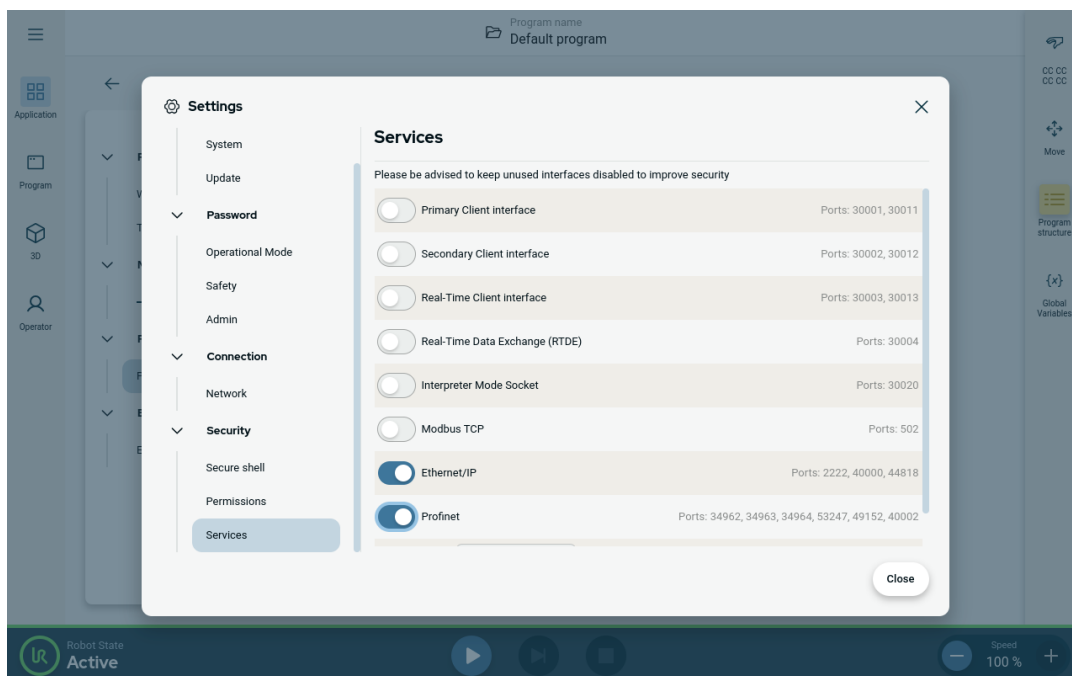 Program name
Default program
Application
Program
3D
Operator
Settings
System
Update
Password
Operational Mode
Safety
Admin
Connection
Network
Security
Secure shell
Permissions
Services
Services
Please be advised to keep unused interfaces disabled to improve security
Primary Client interface Ports: 30001, 30011
Secondary Client interface Ports: 30002, 30012
Real-Time Client interface Ports: 30003, 30013
Real-Time Data Exchange (RTDE) Ports: 30004
Interpreter Mode Socket Ports: 30020
Modbus TCP Ports: 502
Ethernet/IP Ports: 2222, 40000, 44818
Profinet Ports: 34962, 34963, 34964, 53247, 49152, 40002
Close
CC CC
CC CC
Move
Program
structure
{x}
Global
Variables
UR
Robot State
Active
Speed
100 %